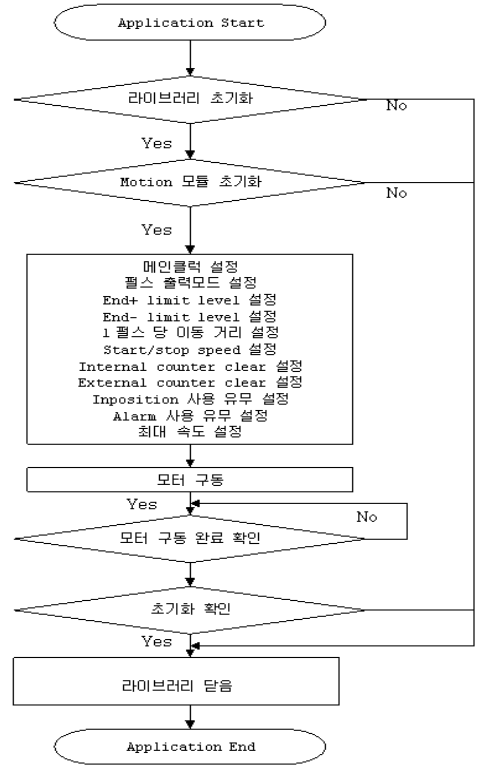 Application Start
라이브러리 초기화
No
Yes
Motion 모듈 초기화
No
Yes
메인클럭 설정
펄스 출력모드 설정
End+ limit level 설정
End- limit level 설정
1 펄스 당 이동 거리 설정
Start/stop speed 설정
Internal counter clear 설정
External counter clear 설정
Inposition 사용 유무 설정
Alarm 사용 유무 설정
최대 속도 설정
모터 구동
Yes
No
모터 구동 완료 확인
초기화 확인
Yes
라이브러리 닫음
Application End